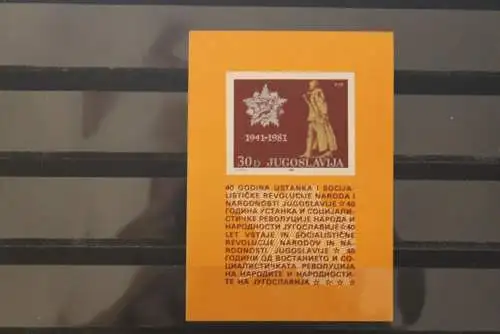 1941-1981
30 D JUGOSLAVIJA
40 GODINA USTANKA I SOCIJA-
LISTIČKE REVOLUCIJE NARODA I
NARODNOSTI JUGOSLAVIJE ☆ 40
ГОДИНА УСТАНКА И СОЦИЈАЛИ-
СТИЧКЕ РЕВОЛУЦИЈЕ НАРОДА И
НАРОДНОСТИ ЈУГОСЛАВИЈЕ ☆ 40
LET VSTAJE IN SOCIALISTIČNE
REVOLUCIJE NARODOV IN NA-
RODNOSTI JUGOSLAVIJE ☆ 40
ГОДИНИ ОД ВОСТАНИЕТО И СО-
ЦИЈАЛИСТИЧКАТА РЕВОЛУЦИЈА
НА НАРОДИТЕ И НАРОДНОСТИ-
ТЕ НА ЈУГОСЛАВИЈА ☆ ☆ ☆ ☆